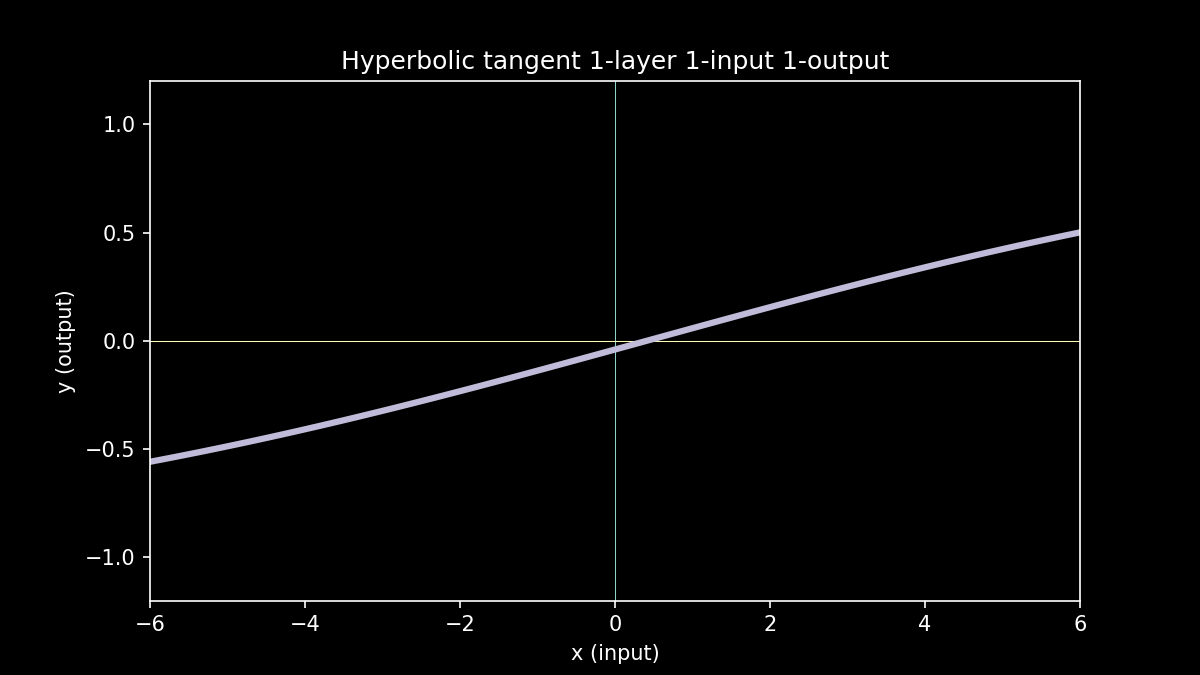 Hyperbolic tangent 1-layer 1-input 1-output
1.0
0.5
0.0
−0.5
−1.0
y (output)
−6 −4 −2 0 2 4 6
x (input)